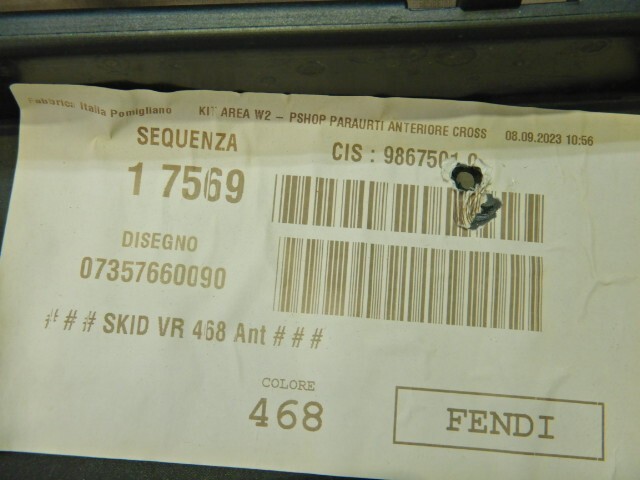 Fabbrica Italia Pomigliano KIT AREA W2 - PSHOP PARAURTI ANTERIORE CROSS 08.09.2023 10:56
SEQUENZA
CIS :
1 7569
DISEGNO
07357660090
# # # SKID VR 468 Ant # # #
COLORE
468
FENDI